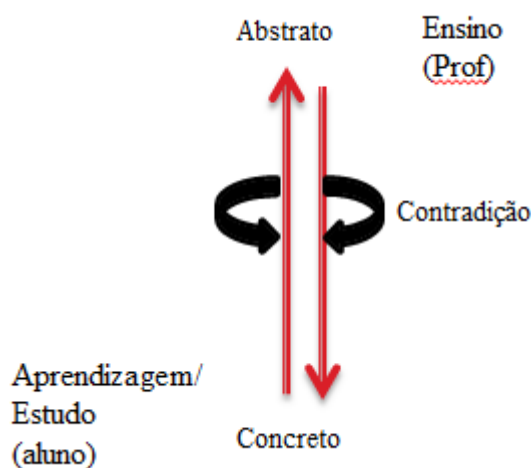 Abstrato
Ensino
(Prof)
Contradição
Aprendizagem/
Estudo
(aluno)
Concreto